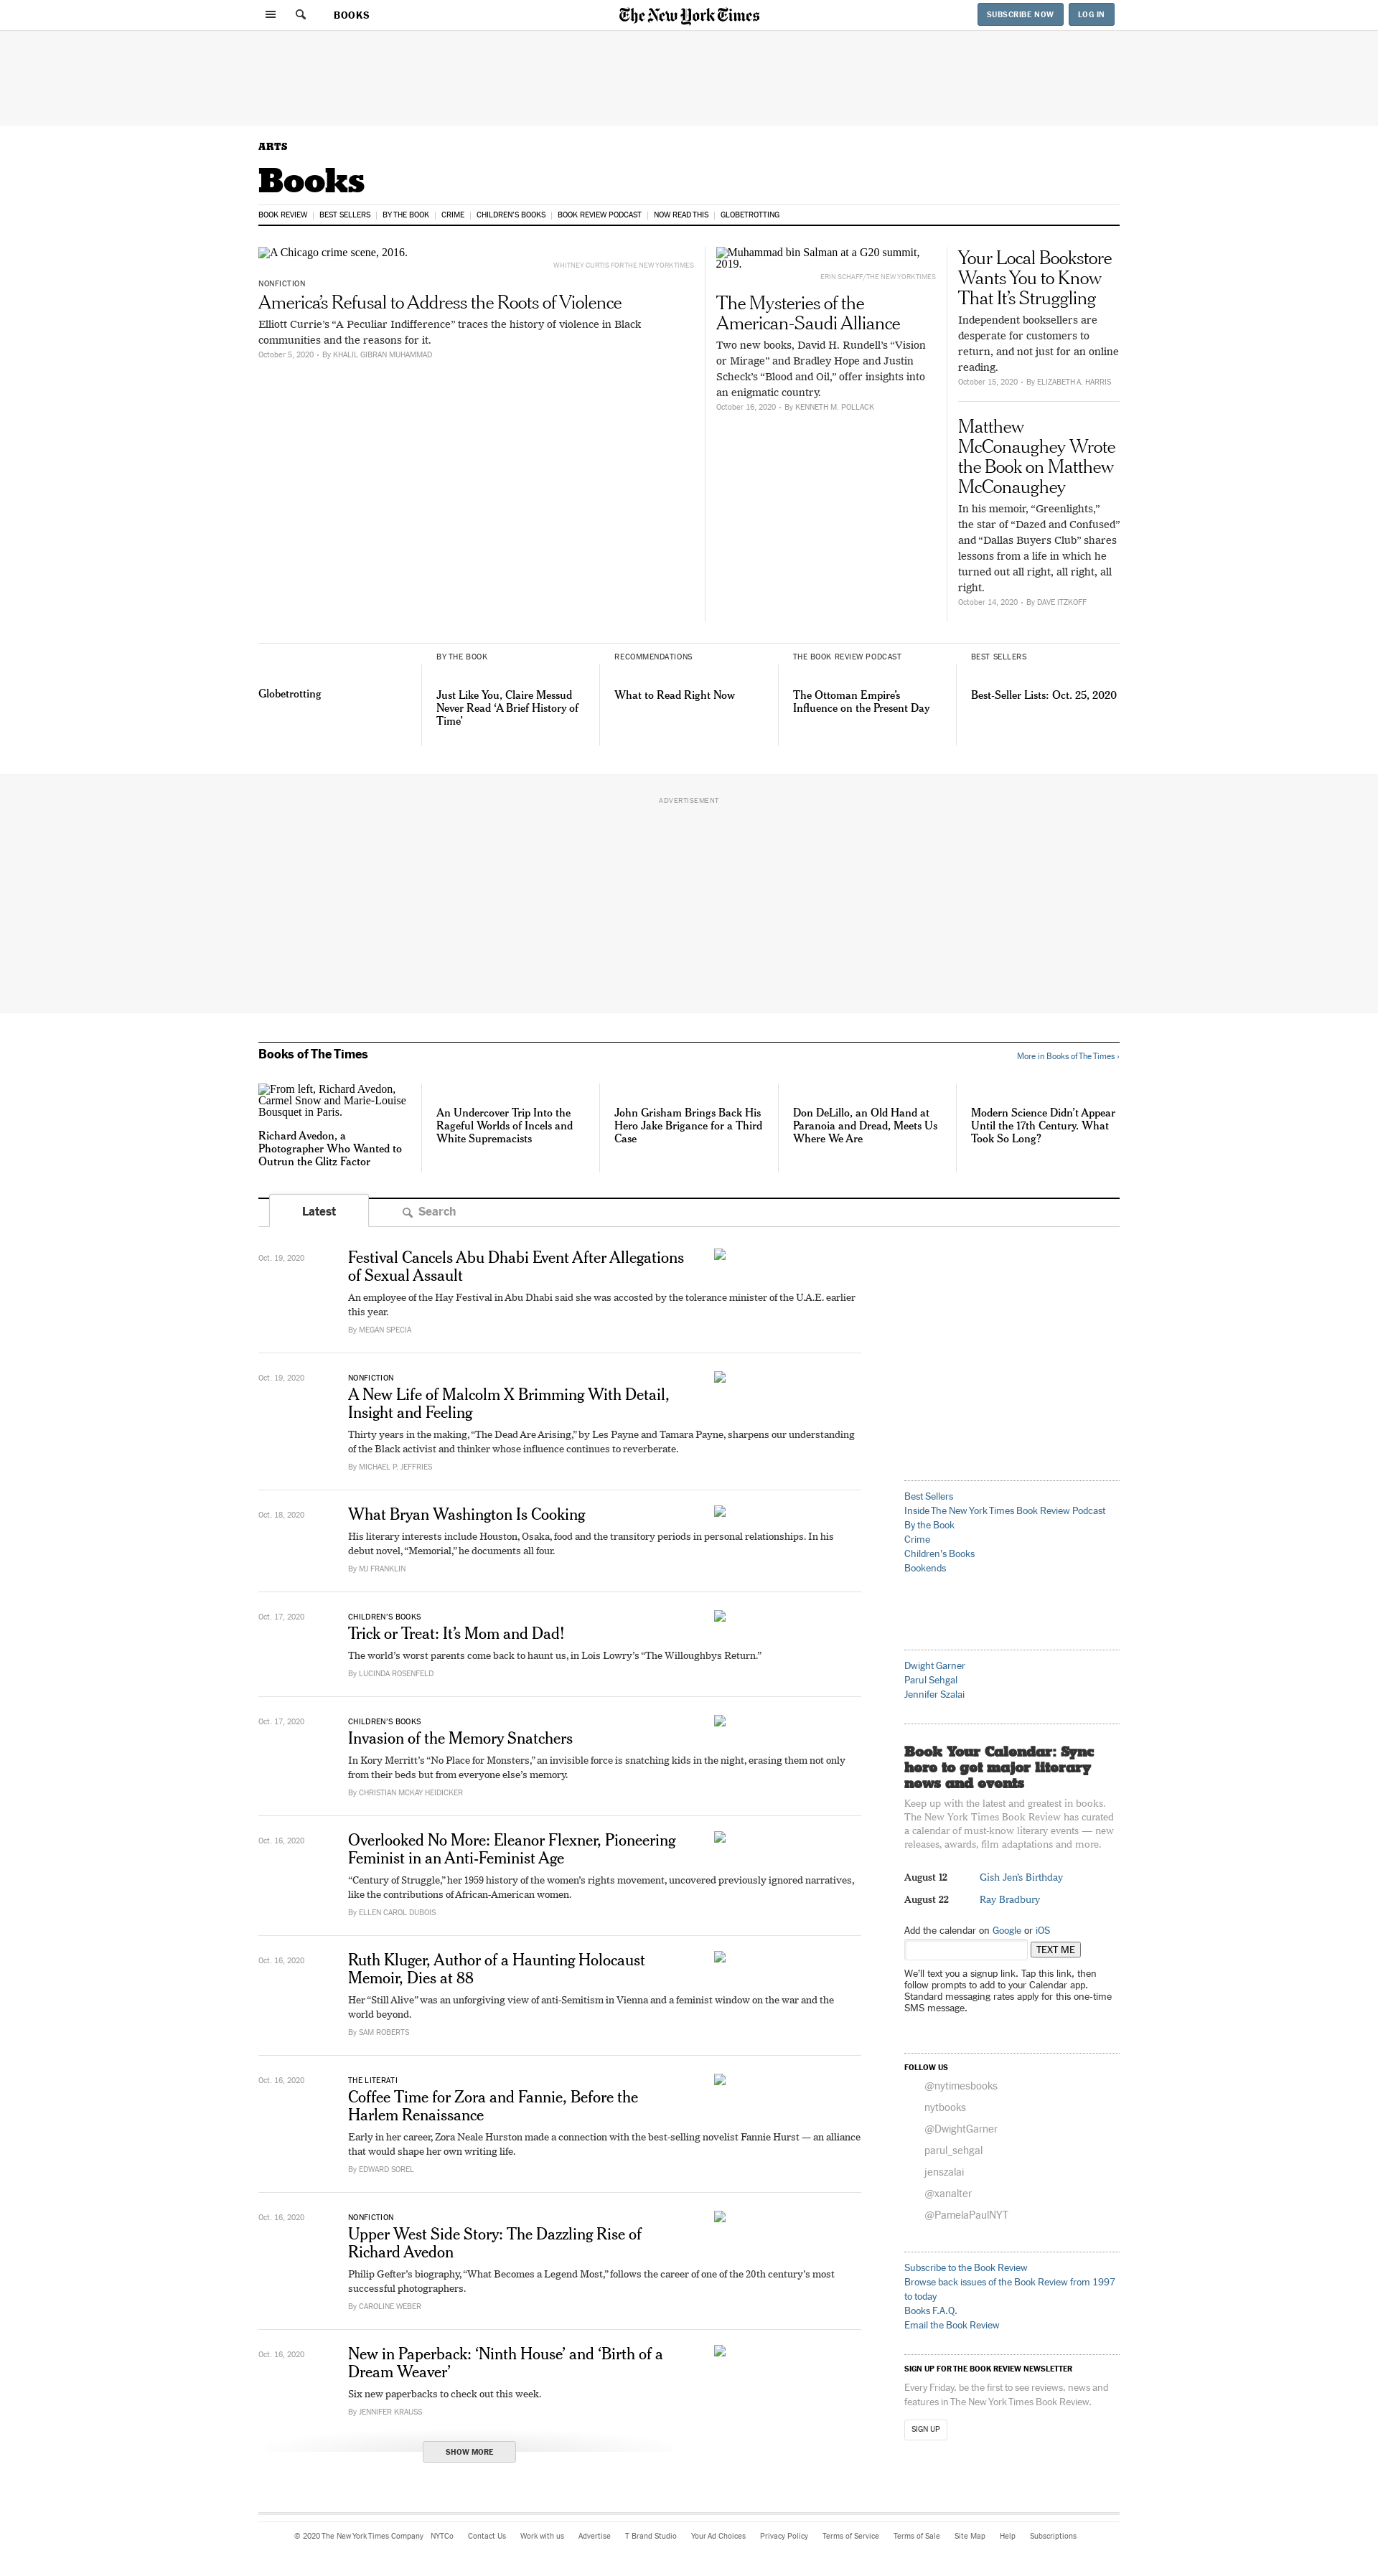 BOOKS
The New York Times
SUBSCRIBE NOW
LOG IN
ARTS
Books
BOOK REVIEW
BEST SELLERS
BY THE BOOK
CRIME
CHILDREN'S BOOKS
BOOK REVIEW PODCAST
NOW READ THIS
GLOBETROTTING
A Chicago crime scene, 2016.
WHITNEY CURTIS FOR THE NEW YORK TIMES
NONFICTION
America's Refusal to Address the Roots of Violence
Elliott Currie's “A Peculiar Indifference” traces the history of violence in Black
communities and the reasons for it.
October 5, 2020 • By KHALIL GIBRAN MUHAMMAD
Muhammad bin Salman at a G20 summit,
2019.
ERIN SCHAFF/THE NEW YORK TIMES
The Mysteries of the
American-Saudi Alliance
Two new books, David H. Rundell's “Vision
or Mirage” and Bradley Hope and Justin
Scheck's “Blood and Oil,” offer insights into
an enigmatic country.
October 16, 2020 • By KENNETH M. POLLACK
Your Local Bookstore
Wants You to Know
That It's Struggling
Independent booksellers are
desperate for customers to
return, and not just for an online
reading.
October 15, 2020 • By ELIZABETH A. HARRIS
Matthew
McConaughey Wrote
the Book on Matthew
McConaughey
In his memoir, “Greenlights,”
the star of “Dazed and Confused”
and “Dallas Buyers Club” shares
lessons from a life in which he
turned out all right, all right, all
right.
October 14, 2020 • By DAVE ITZKOFF
Globetrotting
BY THE BOOK
Just Like You, Claire Messud
Never Read ‘A Brief History of
Time’
RECOMMENDATIONS
What to Read Right Now
THE BOOK REVIEW PODCAST
The Ottoman Empire's
Influence on the Present Day
BEST SELLERS
Best-Seller Lists: Oct. 25, 2020
ADVERTISEMENT
Books of The Times
More in Books of The Times ›
From left, Richard Avedon,
Carmel Snow and Marie-Louise
Bousquet in Paris.
Richard Avedon, a
Photographer Who Wanted to
Outrun the Glitz Factor
An Undercover Trip Into the
Rageful Worlds of Incels and
White Supremacists
John Grisham Brings Back His
Hero Jake Brigance for a Third
Case
Don DeLillo, an Old Hand at
Paranoia and Dread, Meets Us
Where We Are
Modern Science Didn't Appear
Until the 17th Century. What
Took So Long?
Latest
Search
Oct. 19, 2020
Festival Cancels Abu Dhabi Event After Allegations
of Sexual Assault
An employee of the Hay Festival in Abu Dhabi said she was accosted by the tolerance minister of the U.A.E. earlier
this year.
By MEGAN SPECIA
Oct. 19, 2020
NONFICTION
A New Life of Malcolm X Brimming With Detail,
Insight and Feeling
Thirty years in the making, “The Dead Are Arising,” by Les Payne and Tamara Payne, sharpens our understanding
of the Black activist and thinker whose influence continues to reverberate.
By MICHAEL P. JEFFRIES
Oct. 18, 2020
What Bryan Washington Is Cooking
His literary interests include Houston, Osaka, food and the transitory periods in personal relationships. In his
debut novel, “Memorial,” he documents all four.
By MJ FRANKLIN
Oct. 17, 2020
CHILDREN'S BOOKS
Trick or Treat: It's Mom and Dad!
The world's worst parents come back to haunt us, in Lois Lowry's “The Willoughbys Return.”
By LUCINDA ROSENFELD
Oct. 17, 2020
CHILDREN'S BOOKS
Invasion of the Memory Snatchers
In Kory Merritt's “No Place for Monsters,” an invisible force is snatching kids in the night, erasing them not only
from their beds but from everyone else's memory.
By CHRISTIAN MCKAY HEIDICKER
Oct. 16, 2020
Overlooked No More: Eleanor Flexner, Pioneering
Feminist in an Anti-Feminist Age
“Century of Struggle,” her 1959 history of the women's rights movement, uncovered previously ignored narratives,
like the contributions of African-American women.
By ELLEN CAROL DUBOIS
Oct. 16, 2020
Ruth Kluger, Author of a Haunting Holocaust
Memoir, Dies at 88
Her “Still Alive” was an unforgiving view of anti-Semitism in Vienna and a feminist window on the war and the
world beyond.
By SAM ROBERTS
Oct. 16, 2020
THE LITERATI
Coffee Time for Zora and Fannie, Before the
Harlem Renaissance
Early in her career, Zora Neale Hurston made a connection with the best-selling novelist Fannie Hurst — an alliance
that would shape her own writing life.
By EDWARD SOREL
Oct. 16, 2020
NONFICTION
Upper West Side Story: The Dazzling Rise of
Richard Avedon
Philip Gefter's biography, “What Becomes a Legend Most,” follows the career of one of the 20th century's most
successful photographers.
By CAROLINE WEBER
Oct. 16, 2020
New in Paperback: ‘Ninth House’ and ‘Birth of a
Dream Weaver’
Six new paperbacks to check out this week.
By JENNIFER KRAUSS
SHOW MORE
Best Sellers
Inside The New York Times Book Review Podcast
By the Book
Crime
Children's Books
Bookends
Dwight Garner
Parul Sehgal
Jennifer Szalai
Book Your Calendar: Sync
here to get major literary
news and events
Keep up with the latest and greatest in books.
The New York Times Book Review has curated
a calendar of must-know literary events — new
releases, awards, film adaptations and more.
August 12 Gish Jen's Birthday
August 22 Ray Bradbury
Add the calendar on Google or iOS
TEXT ME
We'll text you a signup link. Tap this link, then
follow prompts to add to your Calendar app.
Standard messaging rates apply for this one-time
SMS message.
FOLLOW US
@nytimesbooks
nytbooks
@DwightGarner
parul_sehgal
jenszalai
@xanalter
@PamelaPaulNYT
Subscribe to the Book Review
Browse back issues of the Book Review from 1997
to today
Books F.A.Q.
Email the Book Review
SIGN UP FOR THE BOOK REVIEW NEWSLETTER
Every Friday, be the first to see reviews, news and
features in The New York Times Book Review.
SIGN UP
© 2020 The New York Times Company NYTCo Contact Us Work with us Advertise T Brand Studio Your Ad Choices Privacy Policy Terms of Service Terms of Sale Site Map Help Subscriptions